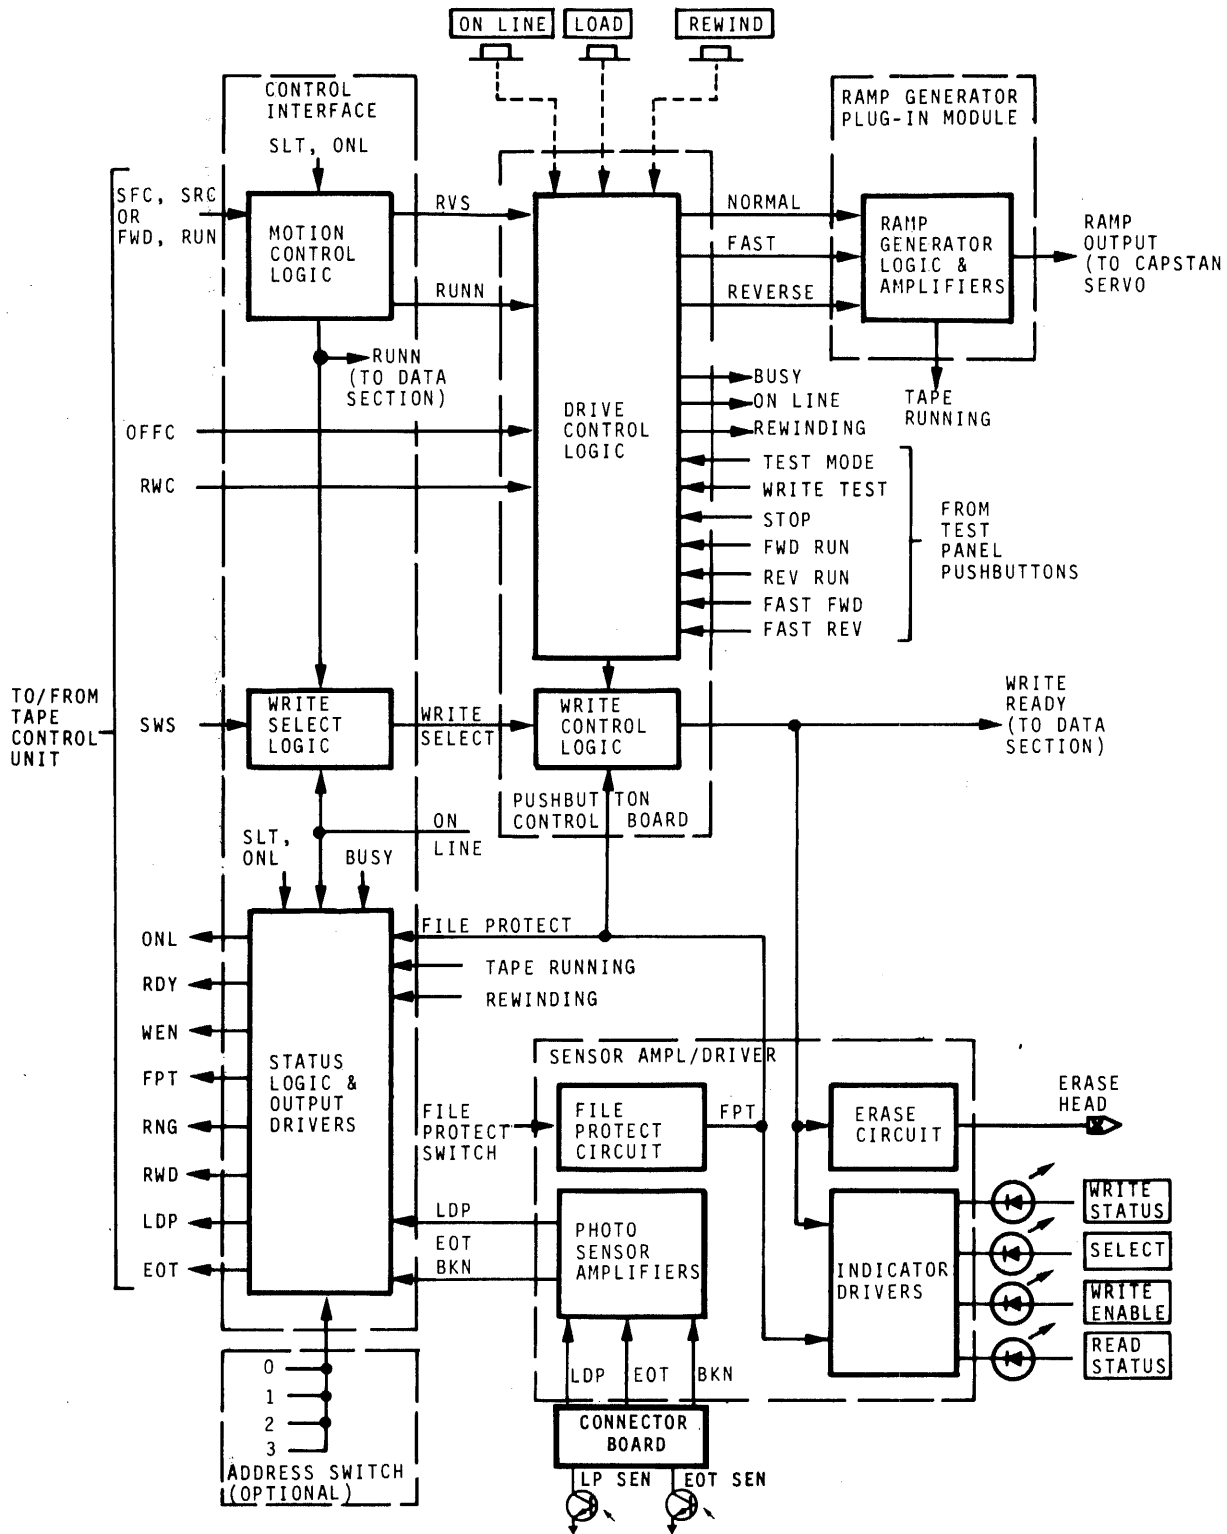 ON LINE
LOAD
REWIND
CONTROL
INTERFACE
SLT, ONL
RAMP GENERATOR
PLUG-IN MODULE
SFC, SRC
OR
FWD, RUN
MOTION
CONTROL
LOGIC
RVS
RUNN
NORMAL
FAST
REVERSE
RAMP
GENERATOR
LOGIC &
AMPLIFIERS
RAMP
OUTPUT
(TO CAPSTAN
SERVO
RUNN
(TO DATA
SECTION)
TAPE
RUNNING
OFFC
RWC
DRIVE
CONTROL
LOGIC
BUSY
ON LINE
REWINDING
TEST MODE
WRITE TEST
STOP
FWD RUN
REV RUN
FAST FWD
FAST REV
FROM
TEST
PANEL
PUSHBUTTONS
TO/FROM
TAPE
CONTROL
UNIT
SWS
WRITE
SELECT
LOGIC
WRITE
SELECT
WRITE
CONTROL
LOGIC
WRITE
READY
(TO DATA
SECTION)
PUSHBUTTON
CONTROL BOARD
SLT,
ONL
BUSY
ON
LINE
FILE PROTECT
TAPE RUNNING
REWINDING
ONL
RDY
WEN
FPT
RNG
RWD
LDP
EOT
STATUS
LOGIC &
OUTPUT
DRIVERS
SENSOR AMPL/DRIVER
FILE
PROTECT
SWITCH
FILE
PROTECT
CIRCUIT
FPT
ERASE
CIRCUIT
ERASE
HEAD
LDP
EOT
BKN
PHOTO
SENSOR
AMPLIFIERS
INDICATOR
DRIVERS
WRITE
STATUS
SELECT
WRITE
ENABLE
READ
STATUS
LDP
EOT
BKN
CONNECTOR
BOARD
LP SEN
EOT SEN
0
1
2
3
ADDRESS SWITCH
(OPTIONAL)